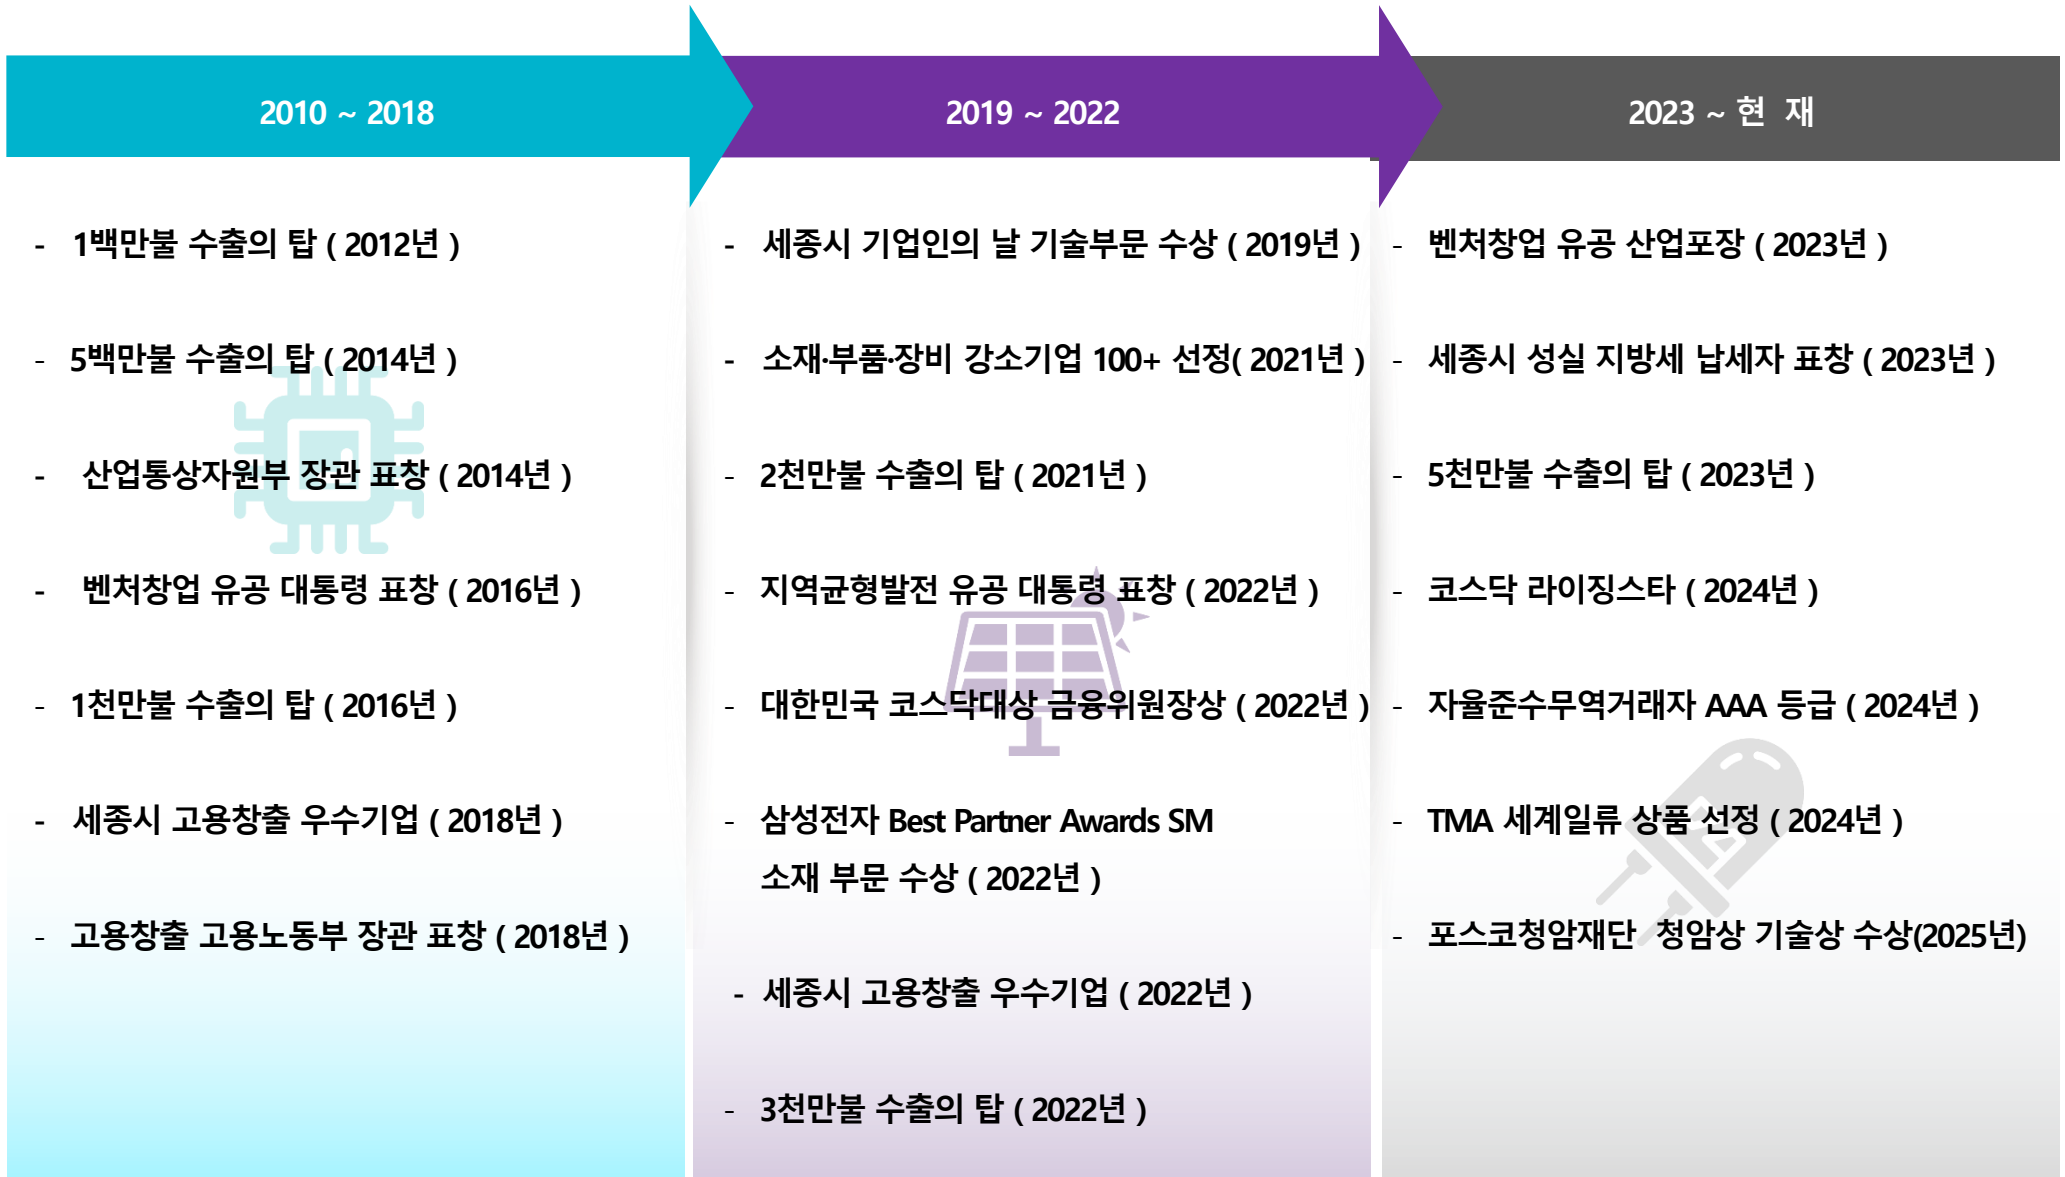 2010 ~ 2018
- 1백만불 수출의 탑 ( 2012년 )
- 5백만불 수출의 탑 ( 2014년 )
- 산업통상자원부 장관 표창 ( 2014년 )
- 벤처창업 유공 대통령 표창 ( 2016년 )
- 1천만불 수출의 탑 ( 2016년 )
- 세종시 고용창출 우수기업 ( 2018년 )
- 고용창출 고용노동부 장관 표창 ( 2018년 )
2019 ~ 2022
- 세종시 기업인의 날 기술부문 수상 ( 2019년 )
- 소재·부품·장비 강소기업 100+ 선정( 2021년 )
- 2천만불 수출의 탑 ( 2021년 )
- 지역균형발전 유공 대통령 표창 ( 2022년 )
- 대한민국 코스닥대상 금융위원장상 ( 2022년 )
- 삼성전자 Best Partner Awards SM
소재 부문 수상 ( 2022년 )
- 세종시 고용창출 우수기업 ( 2022년 )
- 3천만불 수출의 탑 ( 2022년 )
2023 ~ 현 재
- 벤처창업 유공 산업포장 ( 2023년 )
- 세종시 성실 지방세 납세자 표창 ( 2023년 )
- 5천만불 수출의 탑 ( 2023년 )
- 코스닥 라이징스타 ( 2024년 )
- 자율준수무역거래자 AAA 등급 ( 2024년 )
- TMA 세계일류 상품 선정 ( 2024년 )
- 포스코청암재단 청암상 기술상 수상(2025년)